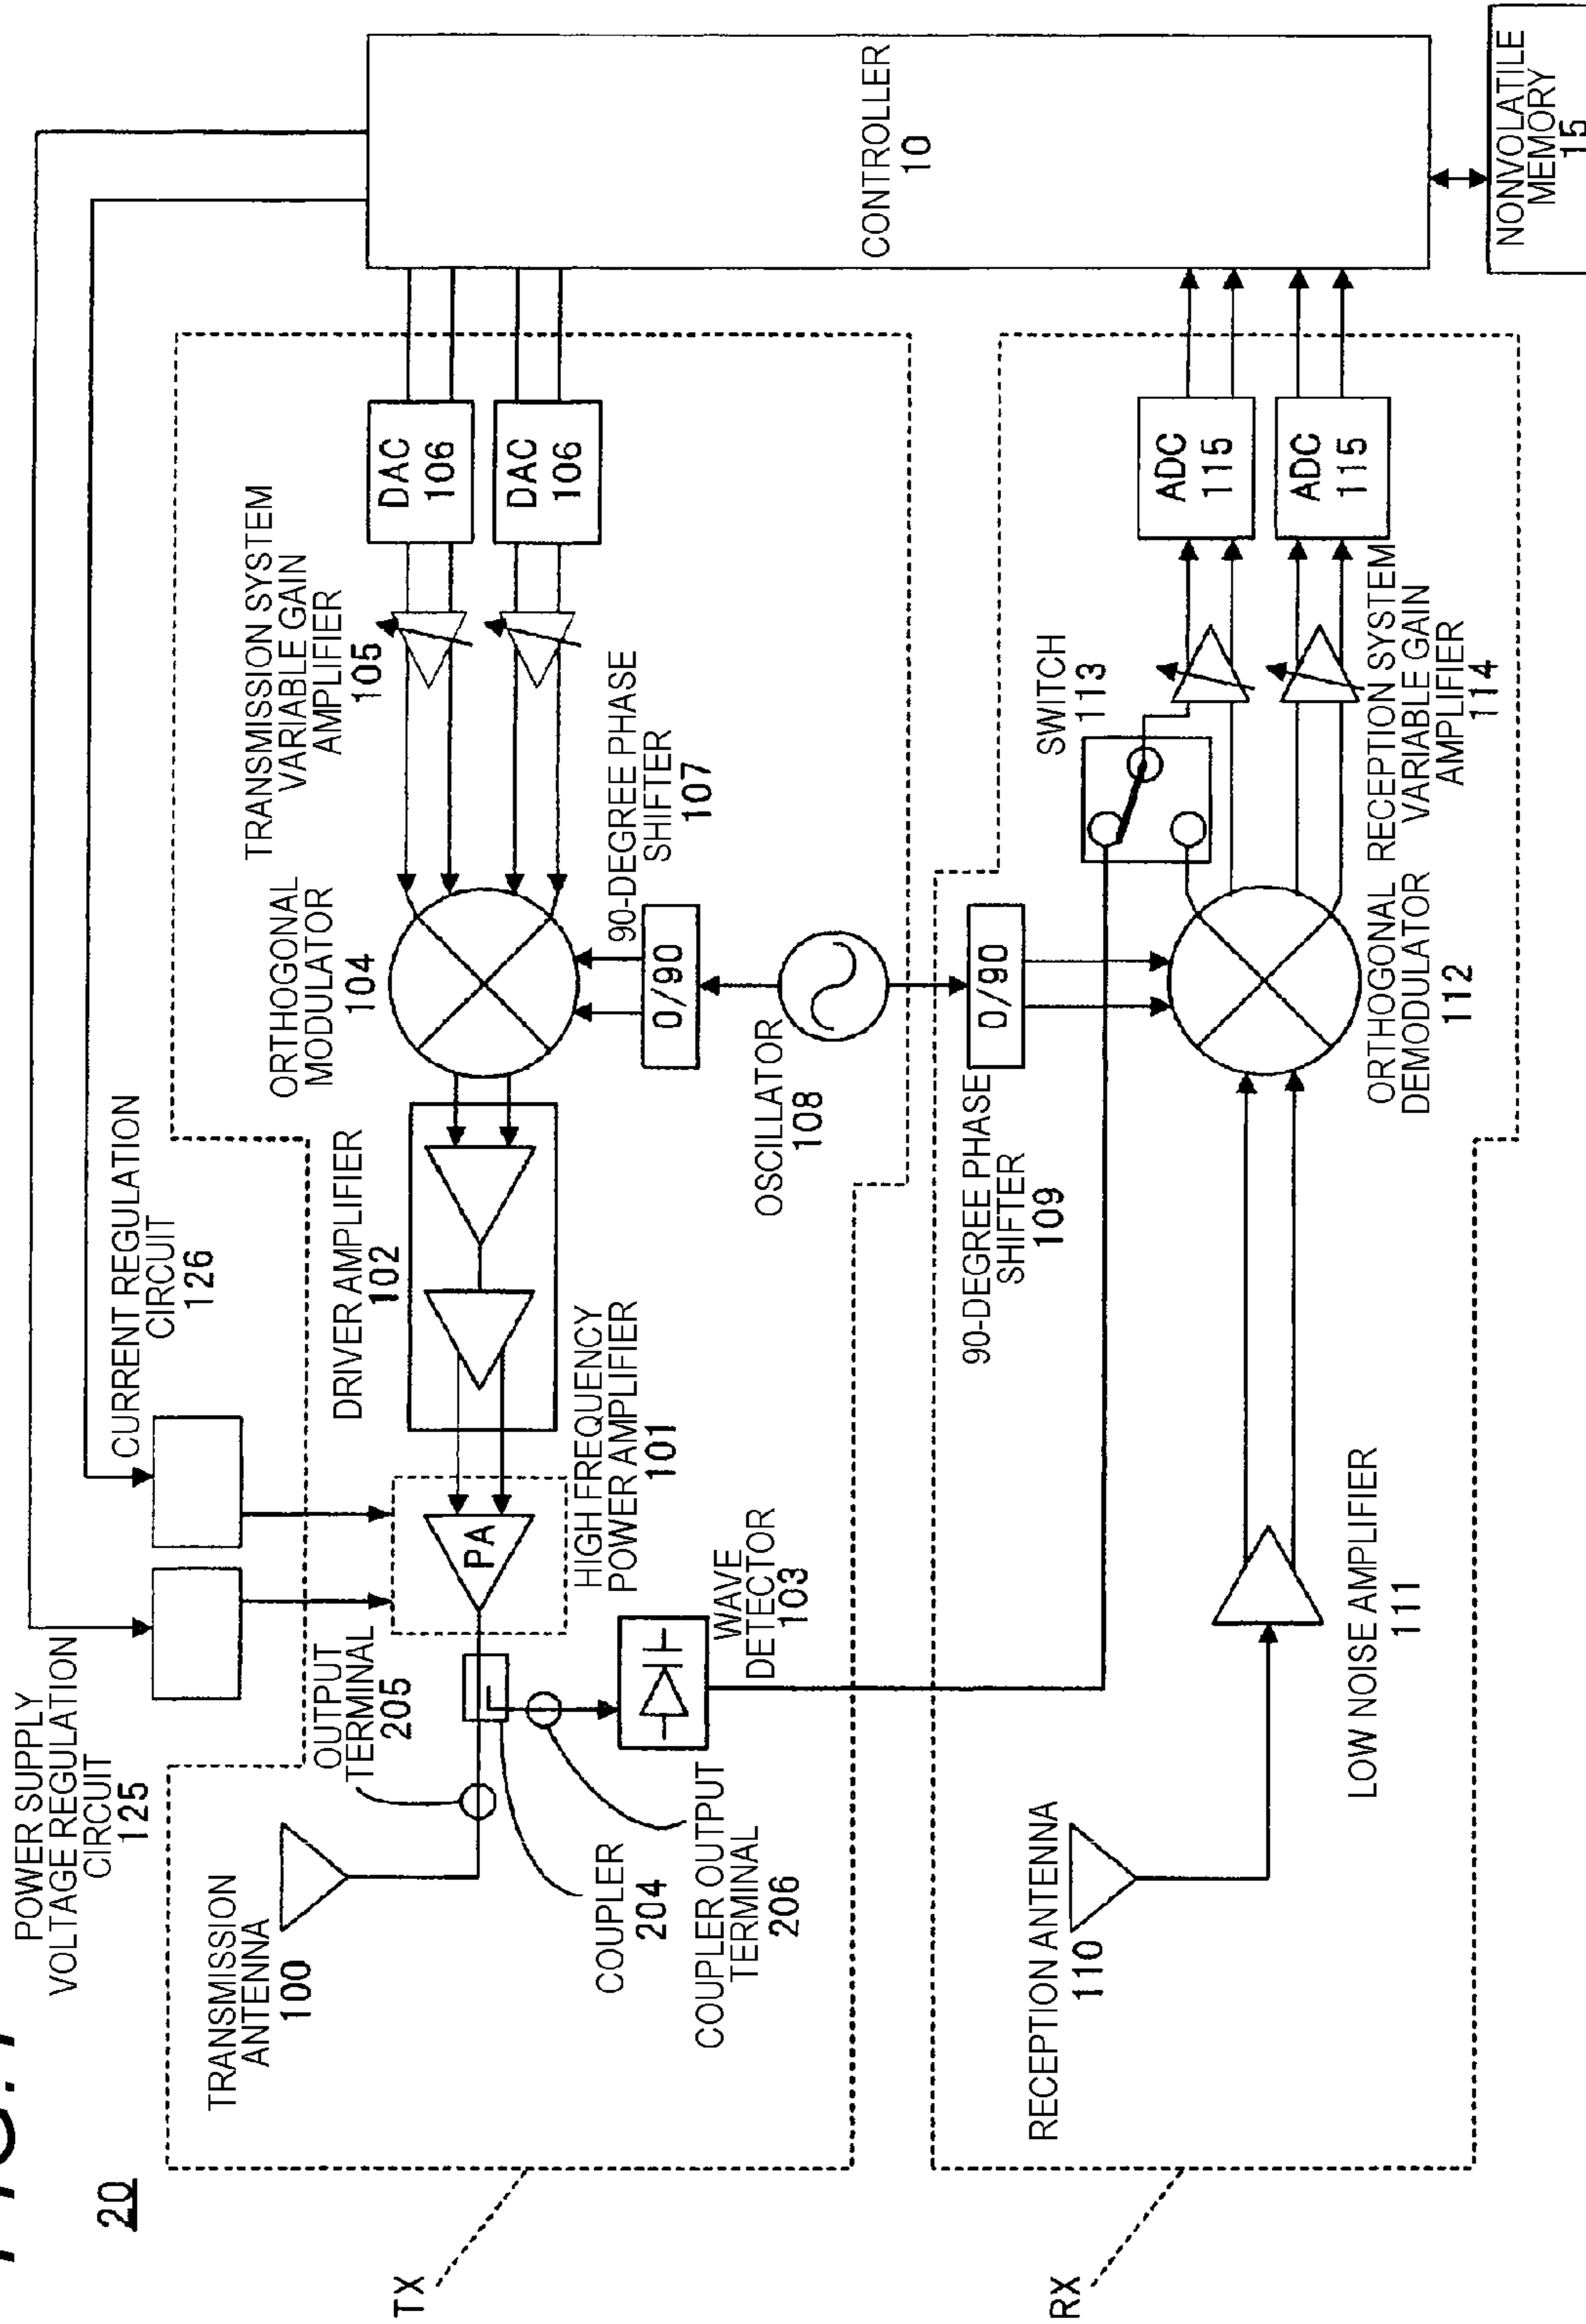 20
POWER SUPPLY
VOLTAGE REGULATION
CIRCUIT
125
CURRENT REGULATION
CIRCUIT
126
TX
TRANSMISSION
ANTENNA
100
OUTPUT
TERMINAL
205
COUPLER
204
COUPLER OUTPUT
TERMINAL
206
WAVE
DETECTOR
103
PA
HIGH FREQUENCY
POWER AMPLIFIER
101
DRIVER AMPLIFIER
102
ORTHOGONAL
MODULATOR
104
TRANSMISSION SYSTEM
VARIABLE GAIN
AMPLIFIER
105
DAC
106
DAC
106
90-DEGREE PHASE
SHIFTER
107
0/90
OSCILLATOR
108
CONTROLLER
10
NONVOLATILE
MEMORY
15
RX
RECEPTION ANTENNA
110
LOW NOISE AMPLIFIER
111
90-DEGREE PHASE
SHIFTER
109
0/90
ORTHOGONAL
DEMODULATOR
112
SWITCH
113
RECEPTION SYSTEM
VARIABLE GAIN
AMPLIFIER
114
ADC
115
ADC
115